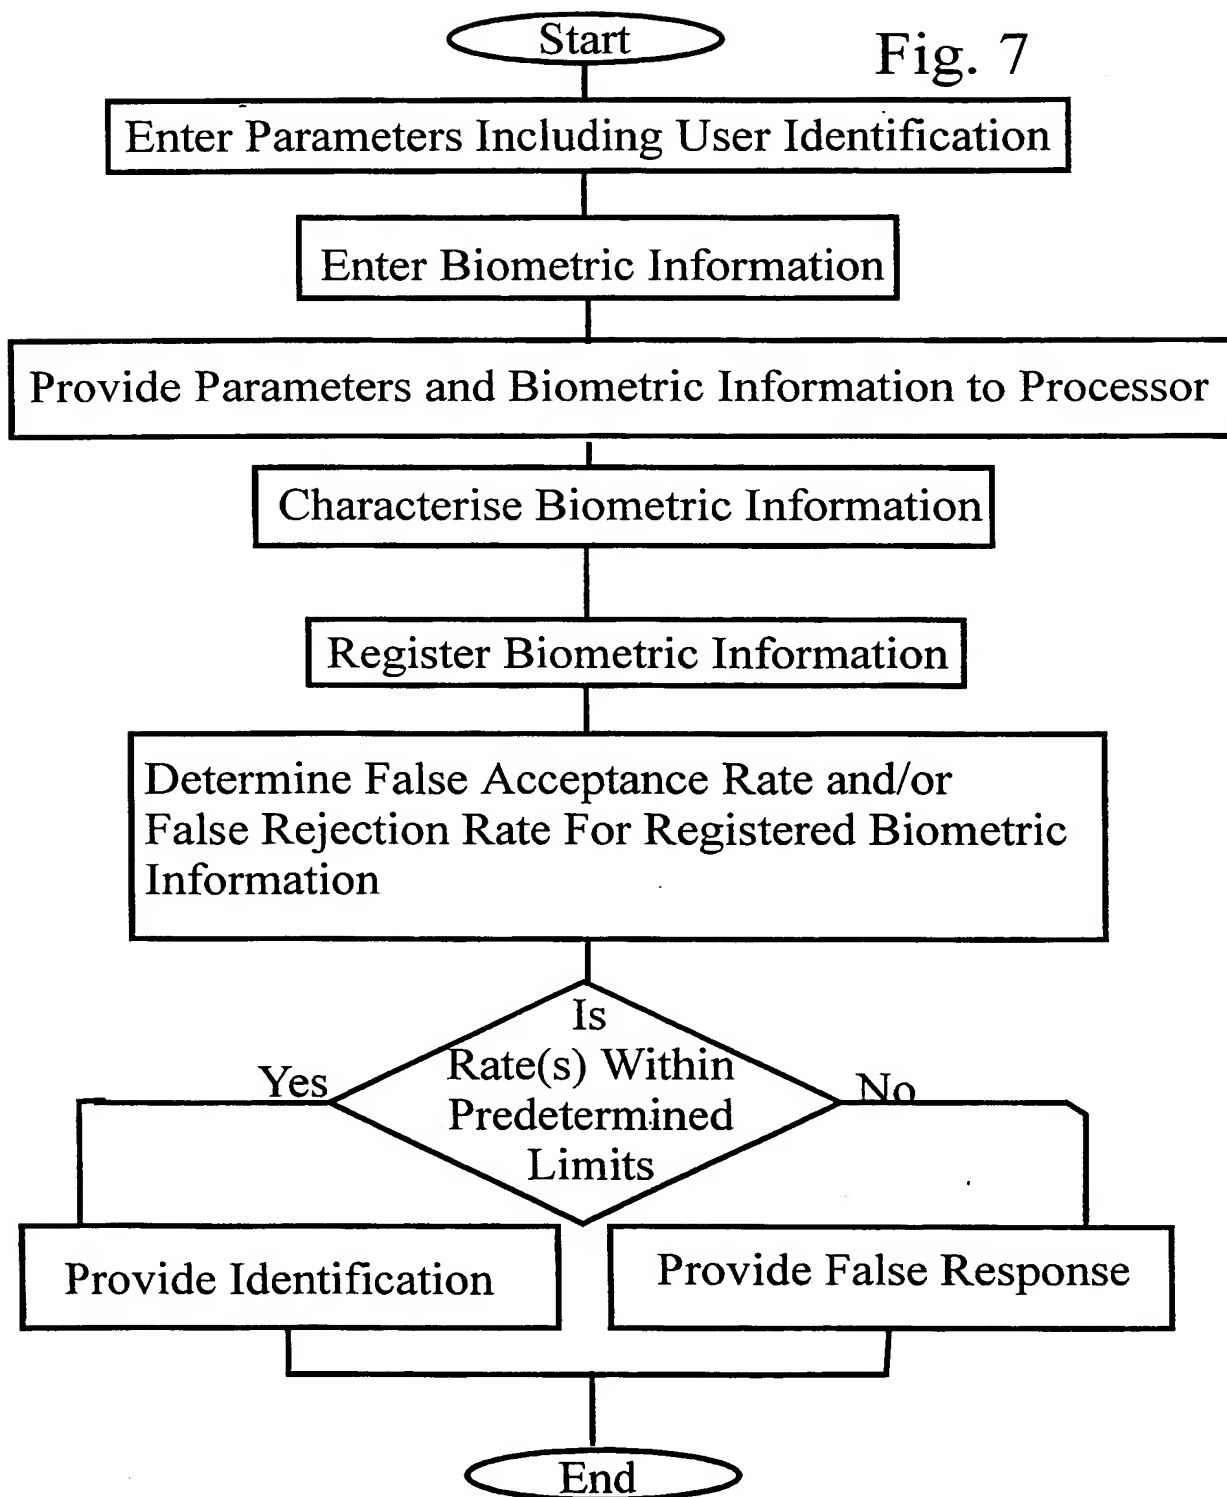 Start
Fig. 7
Enter Parameters Including User Identification
Enter Biometric Information
Provide Parameters and Biometric Information to Processor
Characterise Biometric Information
Register Biometric Information
Determine False Acceptance Rate and/or
False Rejection Rate For Registered Biometric
Information
Is
Rate(s) Within
Predetermined
Limits
Yes
No
Provide Identification
Provide False Response
End